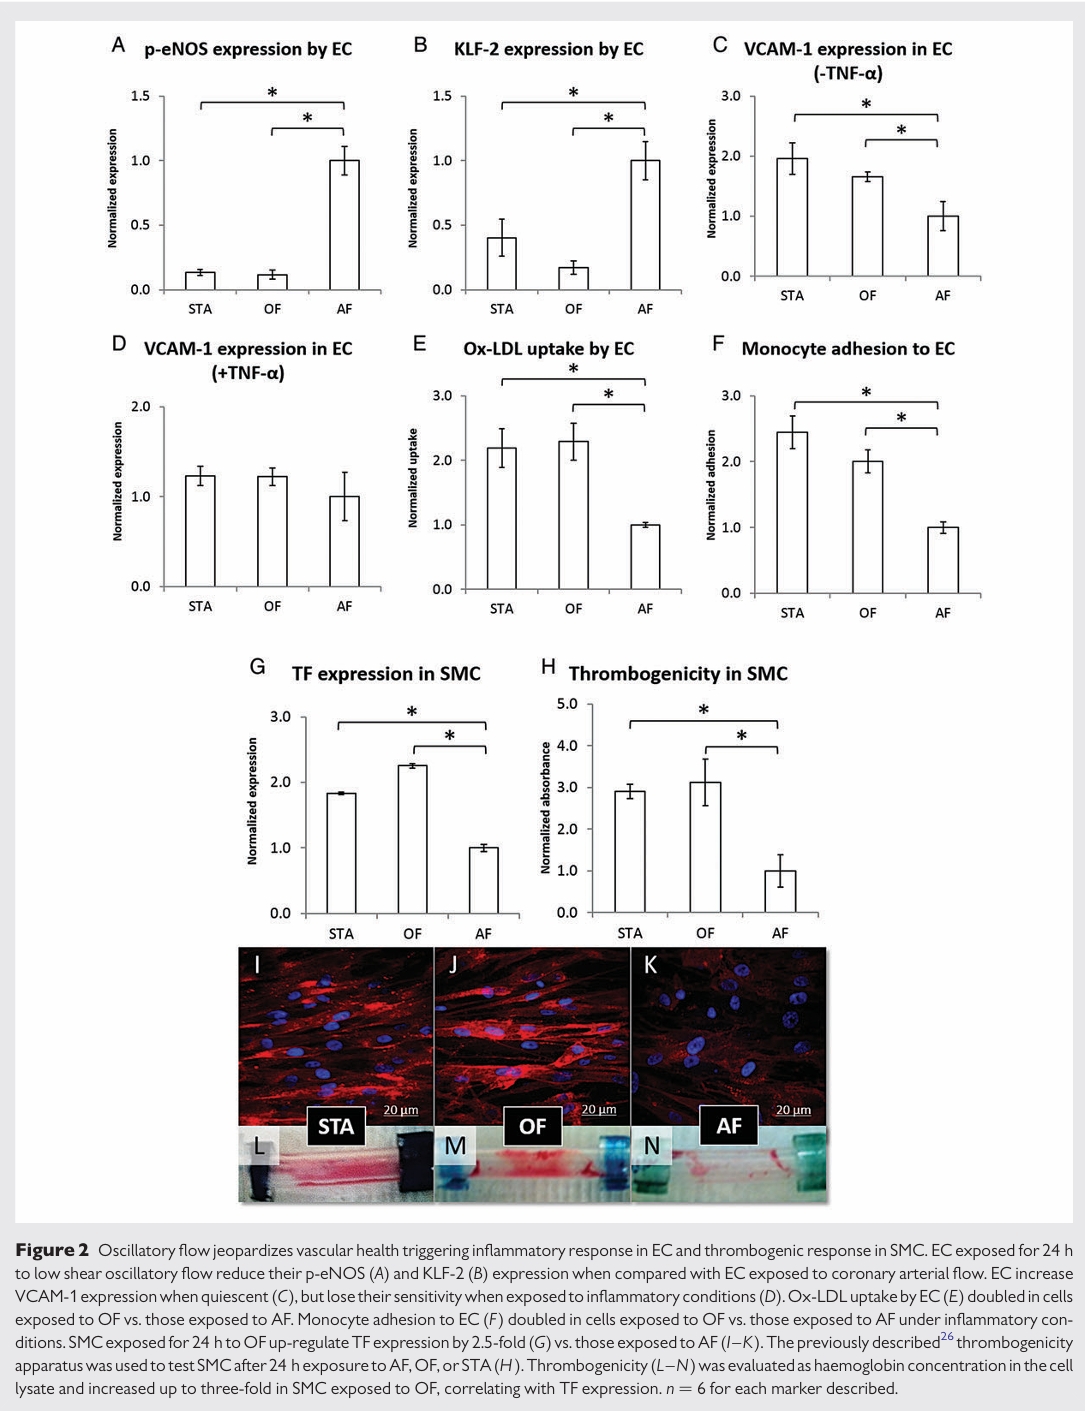 A
p-eNOS expression by EC
Normalized expression
1.5
1.0
0.5
0.0
*
*
STA OF AF
B
KLF-2 expression by EC
Normalized expression
1.5
1.0
0.5
0.0
*
*
STA OF AF
C
VCAM-1 expression in EC
(-TNF-α)
Normalized expression
3.0
2.0
1.0
0.0
*
*
STA OF AF
D
VCAM-1 expression in EC
(+TNF-α)
Normalized expression
2.0
1.0
0.0
STA OF AF
E
Ox-LDL uptake by EC
Normalized uptake
3.0
2.0
1.0
0.0
*
*
STA OF AF
F
Monocyte adhesion to EC
Normalized adhesion
3.0
2.0
1.0
0.0
*
*
STA OF AF
G
TF expression in SMC
Normalized expression
3.0
2.0
1.0
0.0
*
*
STA OF AF
H
Thrombogenicity in SMC
Normalized absorbance
5.0
4.0
3.0
2.0
1.0
0.0
*
*
STA OF AF
I J K
20 µm 20 µm 20 µm
STA OF AF
L M N
Figure 2 Oscillatory flow jeopardizes vascular health triggering inflammatory response in EC and thrombogenic response in SMC. EC exposed for 24 h
to low shear oscillatory flow reduce their p-eNOS (A) and KLF-2 (B) expression when compared with EC exposed to coronary arterial flow. EC increase
VCAM-1 expression when quiescent (C), but lose their sensitivity when exposed to inflammatory conditions (D). Ox-LDL uptake by EC (E) doubled in cells
exposed to OF vs. those exposed to AF. Monocyte adhesion to EC (F) doubled in cells exposed to OF vs. those exposed to AF under inflammatory con-
ditions. SMC exposed for 24 h to OF up-regulate TF expression by 2.5-fold (G) vs. those exposed to AF (I–K). The previously described26 thrombogenicity
apparatus was used to test SMC after 24 h exposure to AF, OF, or STA (H). Thrombogenicity (L–N) was evaluated as haemoglobin concentration in the cell
lysate and increased up to three-fold in SMC exposed to OF, correlating with TF expression. n = 6 for each marker described.